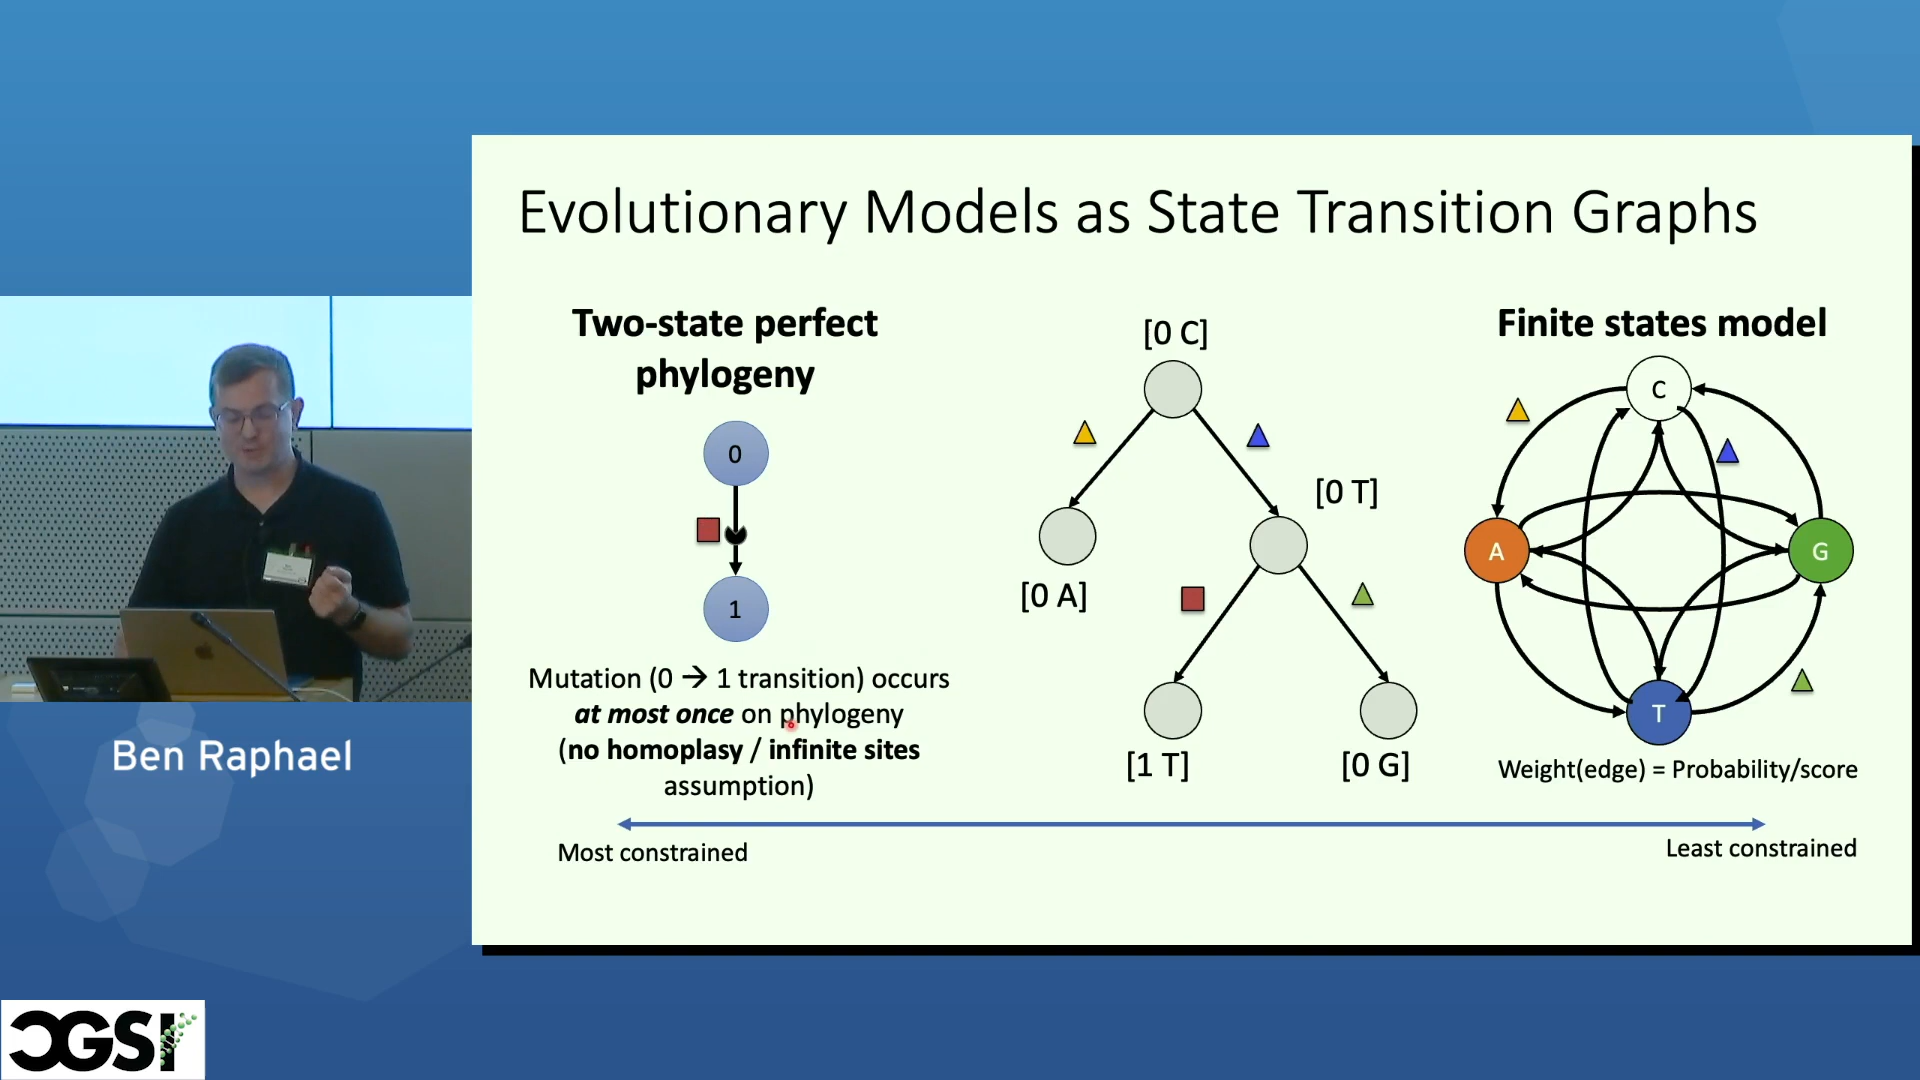 Evolutionary Models as State Transition Graphs
Two-state perfect
phylogeny
0
1
Mutation (0 → 1 transition) occurs
at most once on phylogeny
(no homoplasy / infinite sites
assumption)
[0 C]
[0 T]
[0 A]
[1 T]
[0 G]
Finite states model
C
A
G
T
Weight(edge) = Probability/score
Most constrained
Least constrained
Ben Raphael
CGSI